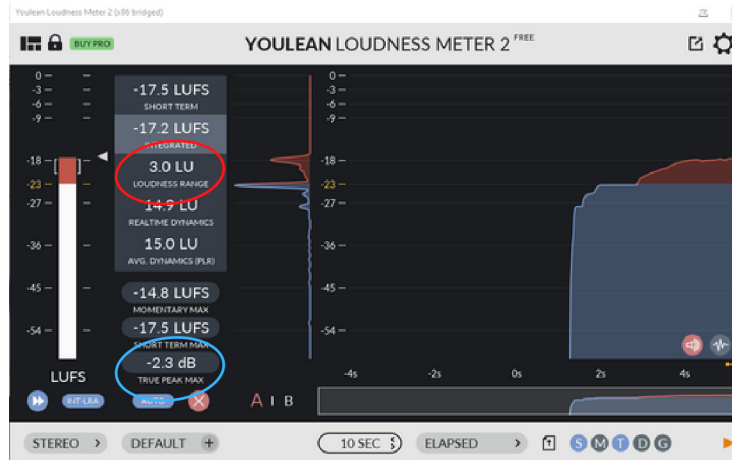 Youlean Loudness Meter 2 (x86 bridged)
BUY PRO
YOULEAN LOUDNESS METER 2 FREE
0
-3
-6
-9
-18
-23
-27
-36
-45
-54
LUFS
-17.5 LUFS
SHORT TERM
-17.2 LUFS
INTEGRATED
3.0 LU
LOUDNESS RANGE
14.9 LU
REALTIME DYNAMICS
15.0 LU
AVG. DYNAMICS (PLR)
-14.8 LUFS
MOMENTARY MAX
-17.5 LUFS
SHORT TERM MAX
-2.3 dB
TRUE PEAK MAX
INT-LRA
AUTO
0
-3
-6
-9
-18
-23
-27
-36
-45
-54
-4s
-2s
0s
2s
4s
A I B
STEREO >
DEFAULT +
10 SEC
ELAPSED >
S M T D G